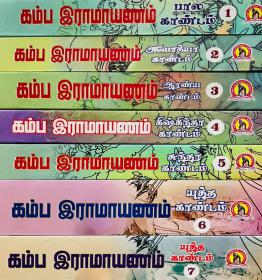 கம்ப இராமாயணம் பால காண்டம் 1
கம்ப இராமாயணம் அயோத்தியா காண்டம் 2
கம்ப இராமாயணம் ஆரண்ய காண்டம் 3
கம்ப இராமாயணம் கிஷ்கிந்தா காண்டம் 4
கம்ப இராமாயணம் சுந்தர காண்டம் 5
கம்ப இராமாயணம் யுத்த காண்டம் 6
கம்ப இராமாயணம் யுத்த காண்டம் 7